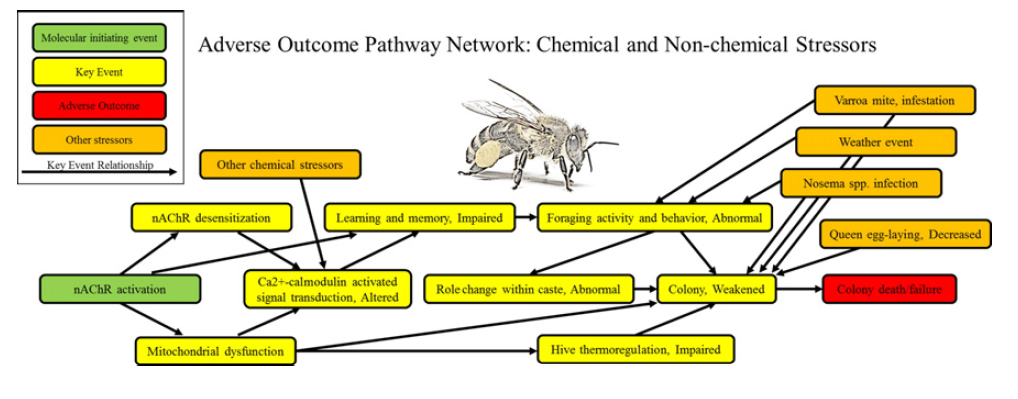 Molecular initiating event
Key Event
Adverse Outcome
Other stressors
Key Event Relationship
Adverse Outcome Pathway Network: Chemical and Non-chemical Stressors
Varroa mite, infestation
Weather event
Other chemical stressors
Nosema spp. infection
nAChR desensitization
Learning and memory, Impaired
Foraging activity and behavior, Abnormal
Queen egg-laying, Decreased
nAChR activation
Ca2+-calmodulin activated
signal transduction, Altered
Role change within caste, Abnormal
Colony, Weakened
Colony death/failure
Mitochondrial dysfunction
Hive thermoregulation, Impaired